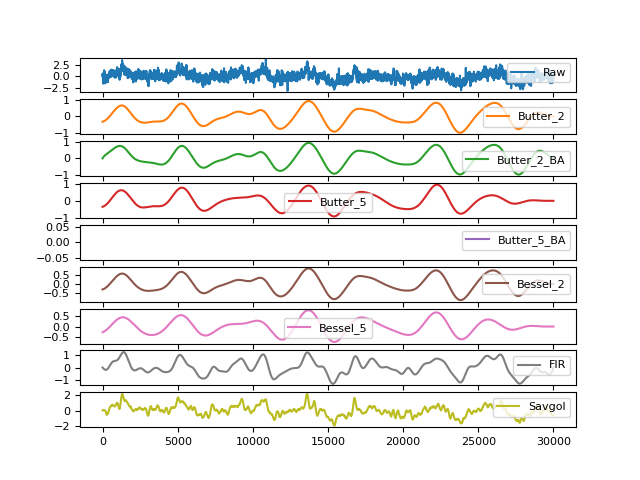 2.5
0.0
−2.5
Raw
1
0
−1
Butter_2
1
0
−1
Butter_2_BA
1
0
−1
Butter_5
0.05
0.00
−0.05
Butter_5_BA
0.5
0.0
−0.5
Bessel_2
0.5
0.0
−0.5
Bessel_5
1
0
−1
FIR
2
0
−2
Savgol
0 5000 10000 15000 20000 25000 30000